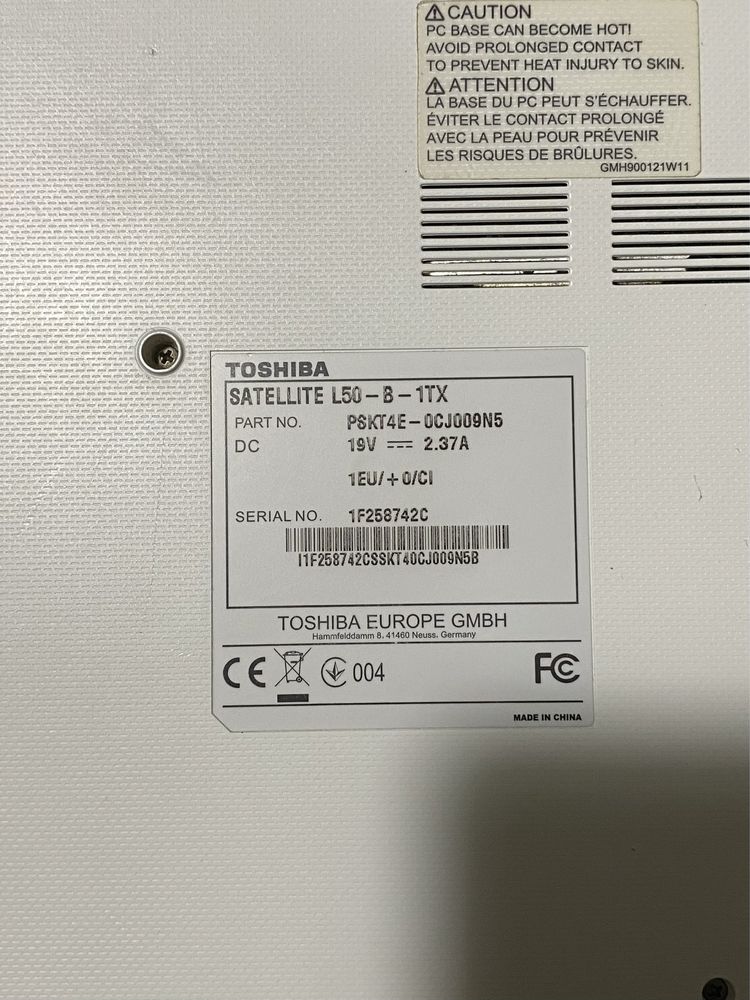 CAUTION
PC BASE CAN BECOME HOT!
AVOID PROLONGED CONTACT
TO PREVENT HEAT INJURY TO SKIN.
ATTENTION
LA BASE DU PC PEUT S'ÉCHAUFFER.
ÉVITER LE CONTACT PROLONGÉ
AVEC LA PEAU POUR PRÉVENIR
LES RISQUES DE BRÛLURES.
GMH900121W11
TOSHIBA
SATELLITE L50-B-1TX
PART NO. PSKT4E-0CJ009N5
DC 19V ⎓ 2.37A
1EU/+0/CI
SERIAL NO. 1F258742C
I1F258742CSSKT40CJ009N5B
TOSHIBA EUROPE GMBH
Hammfelddamm 8, 41460 Neuss, Germany
CE 004 FC
MADE IN CHINA